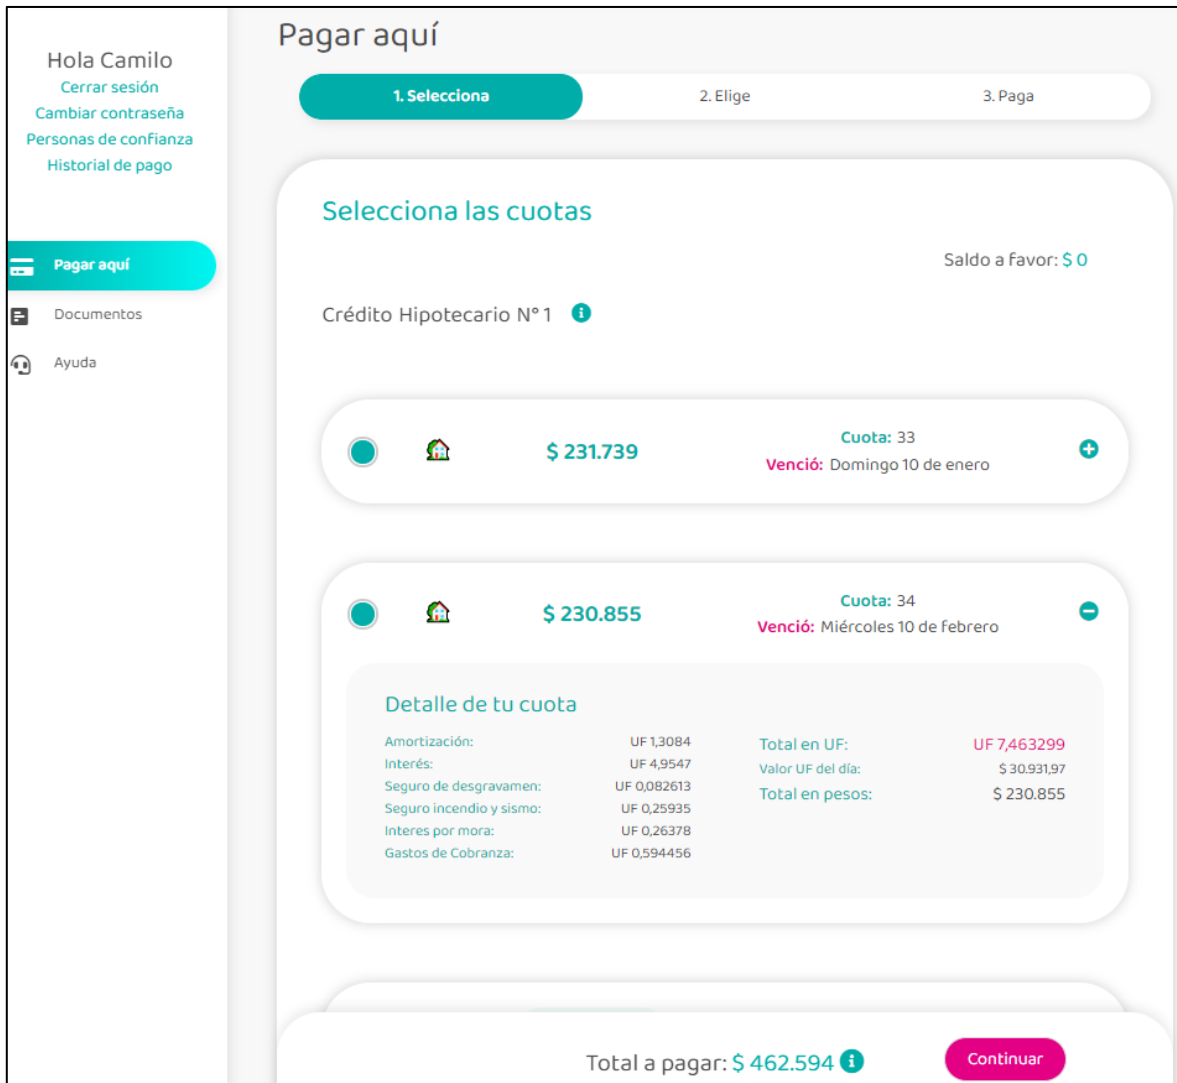 Hola Camilo
Cerrar sesión
Cambiar contraseña
Personas de confianza
Historial de pago
Pagar aquí
Documentos
Ayuda
Pagar aquí
1. Selecciona 2. Elige 3. Paga
Selecciona las cuotas
Saldo a favor: $ 0
Crédito Hipotecario N° 1
$ 231.739
Cuota: 33
Venció: Domingo 10 de enero
$ 230.855
Cuota: 34
Venció: Miércoles 10 de febrero
Detalle de tu cuota
Amortización: UF 1,3084
Interés: UF 4,9547
Seguro de desgravamen: UF 0,082613
Seguro incendio y sismo: UF 0,25935
Interes por mora: UF 0,26378
Gastos de Cobranza: UF 0,594456
Total en UF: UF 7,463299
Valor UF del día: $ 30.931,97
Total en pesos: $ 230.855
Total a pagar: $ 462.594
Continuar